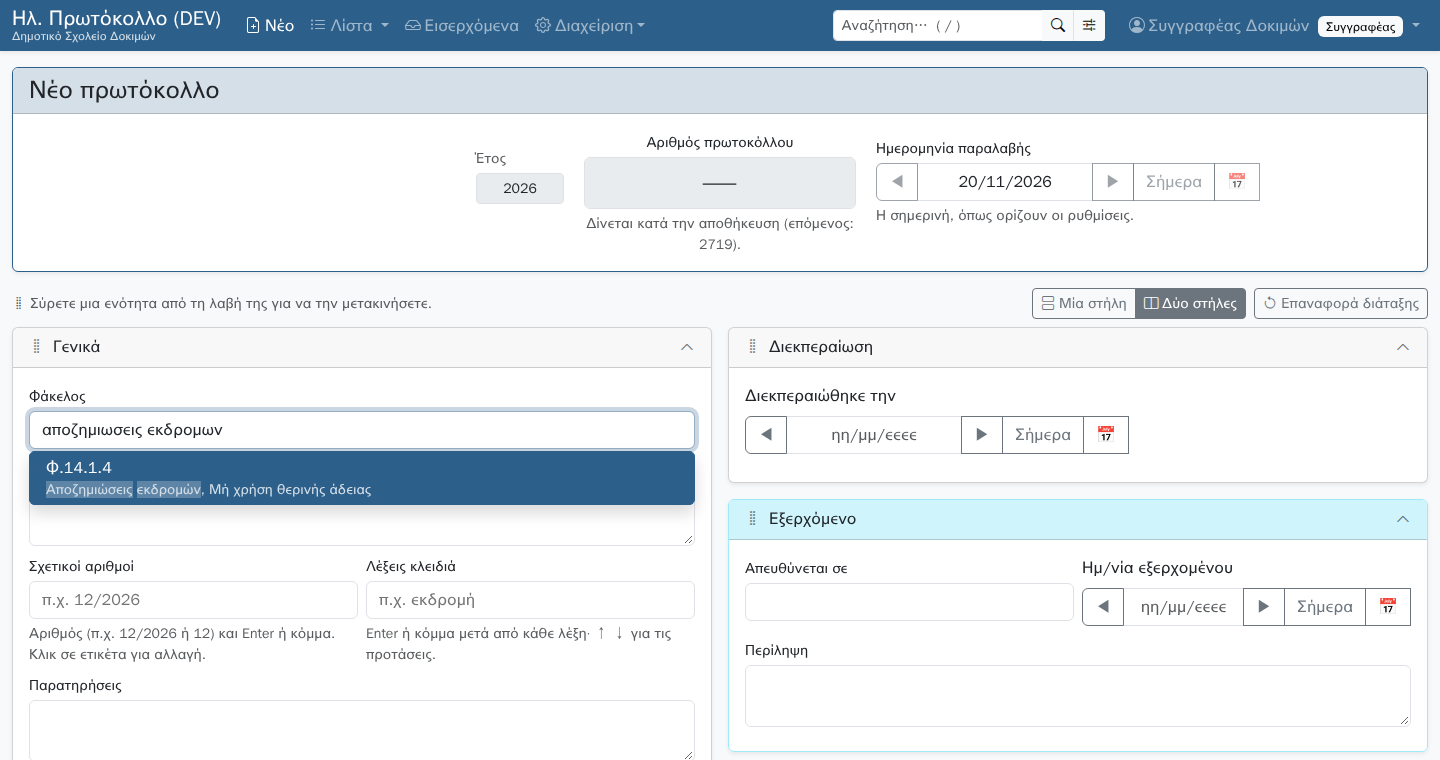 Ηλ. Πρωτόκολλο (DEV)
Δημοτικό Σχολείο Δοκιμών
Νέο
Λίστα
Εισερχόμενα
Διαχείριση
Αναζήτηση… ( / )
Συγγραφέας Δοκιμών
Συγγραφέας
Νέο πρωτόκολλο
Έτος
2026
Αριθμός πρωτοκόλλου
—
Δίνεται κατά την αποθήκευση (επόμενος:
2719).
Ημερομηνία παραλαβής
◀ 20/11/2026 ▶ Σήμερα
Η σημερινή, όπως ορίζουν οι ρυθμίσεις.
Σύρετε μια ενότητα από τη λαβή της για να την μετακινήσετε.
Μία στήλη
Δύο στήλες
Επαναφορά διάταξης
Γενικά
Φάκελος
αποζημιωσεις εκδρομων
Φ.14.1.4
Αποζημιώσεις εκδρομών, Μή χρήση θερινής άδειας
Σχετικοί αριθμοί
π.χ. 12/2026
Αριθμός (π.χ. 12/2026 ή 12) και Enter ή κόμμα.
Κλικ σε ετικέτα για αλλαγή.
Λέξεις κλειδιά
π.χ. εκδρομή
Enter ή κόμμα μετά από κάθε λέξη· ↑ ↓ για τις
προτάσεις.
Παρατηρήσεις
Διεκπεραίωση
Διεκπεραιώθηκε την
◀ ηη/μμ/εεεε ▶ Σήμερα
Εξερχόμενο
Απευθύνεται σε
Ημ/νία εξερχομένου
◀ ηη/μμ/εεεε ▶ Σήμερα
Περίληψη